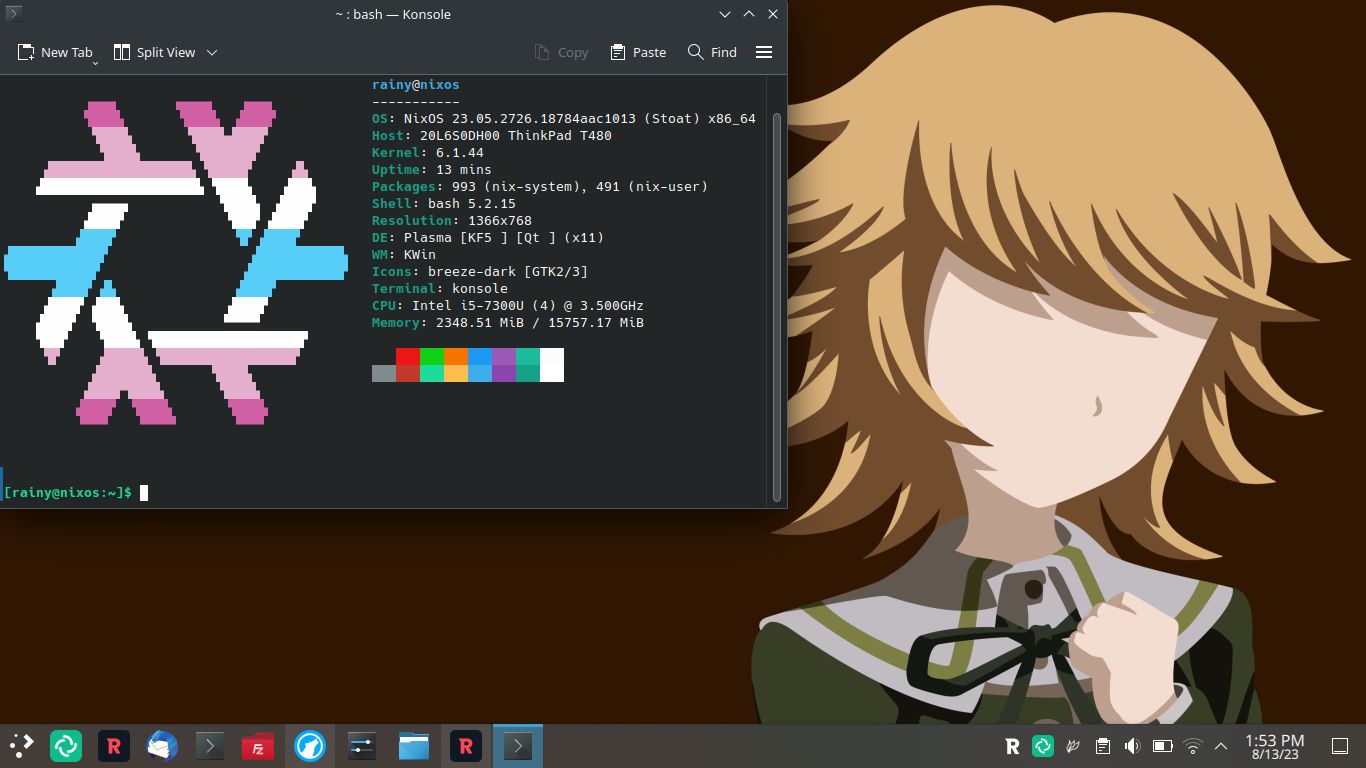 ~ : bash — Konsole
New Tab
Split View
Copy
Paste
Find
rainy@nixos
-----------
OS: NixOS 23.05.2726.18784aac1013 (Stoat) x86_64
Host: 20L6S0DH00 ThinkPad T480
Kernel: 6.1.44
Uptime: 13 mins
Packages: 993 (nix-system), 491 (nix-user)
Shell: bash 5.2.15
Resolution: 1366x768
DE: Plasma [KF5 ] [Qt ] (x11)
WM: KWin
Icons: breeze-dark [GTK2/3]
Terminal: konsole
CPU: Intel i5-7300U (4) @ 3.500GHz
Memory: 2348.51 MiB / 15757.17 MiB
[rainy@nixos:~]$
R
FZ
R
R
1:53 PM
8/13/23